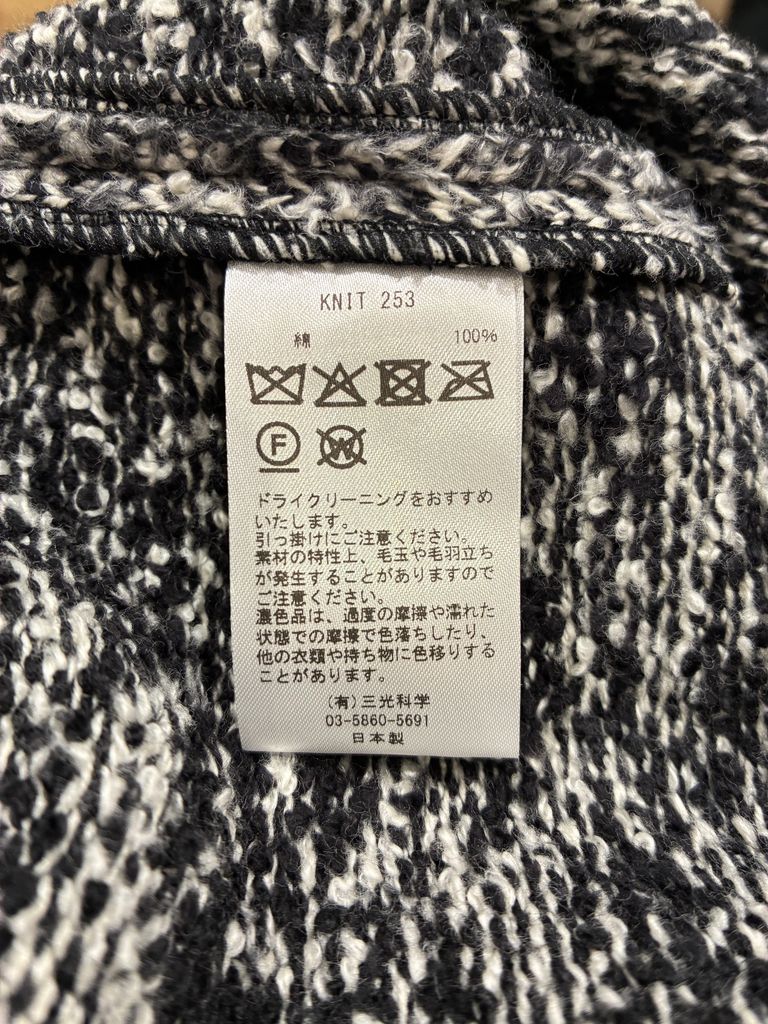 KNIT 253
綿 100%
F W
ドライクリーニングをおすすめ
いたします。
引っ掛けにご注意ください。
素材の特性上、毛玉や毛羽立ち
が発生することがありますので
ご注意ください。
濃色品は、過度の摩擦や濡れた
状態での摩擦で色落ちしたり、
他の衣類や持ち物に色移りする
ことがあります。
(有)三光科学
03-5860-5691
日本製